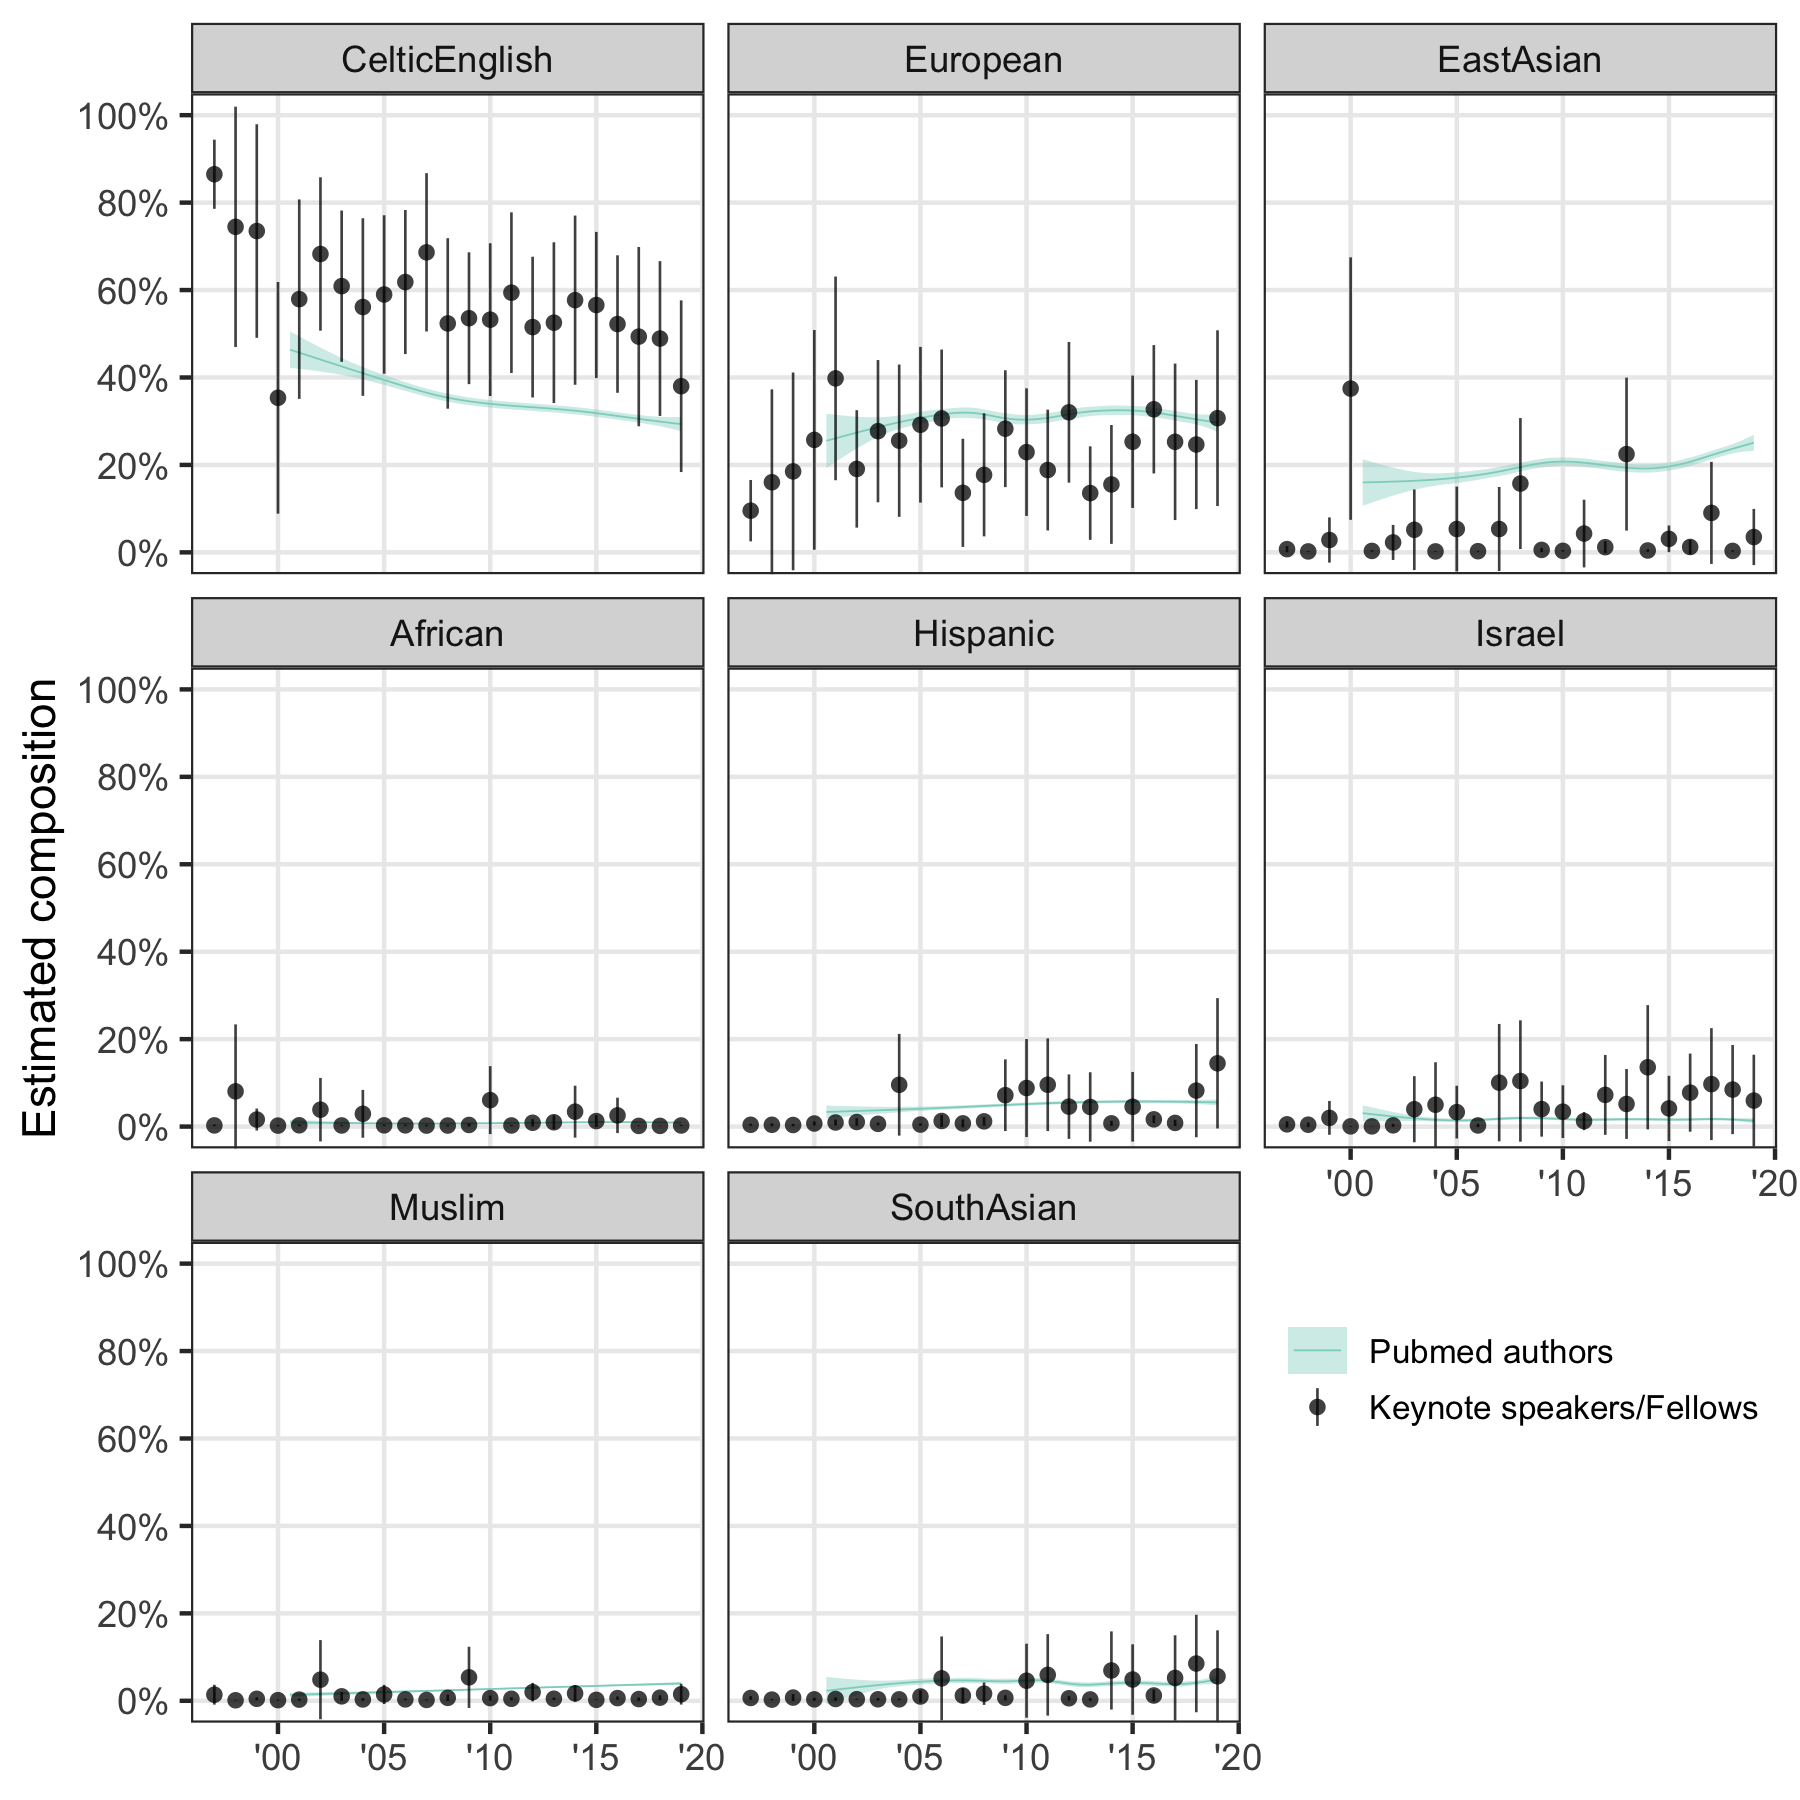 CelticEnglish European EastAsian
100%
80%
60%
40%
20%
0%
African Hispanic Israel
Estimated composition
100%
80%
60%
40%
20%
0%
'00 '05 '10 '15 '20
Muslim SouthAsian
100%
80%
60%
40%
20%
0%
'00 '05 '10 '15 '20 '00 '05 '10 '15 '20
Pubmed authors
Keynote speakers/Fellows